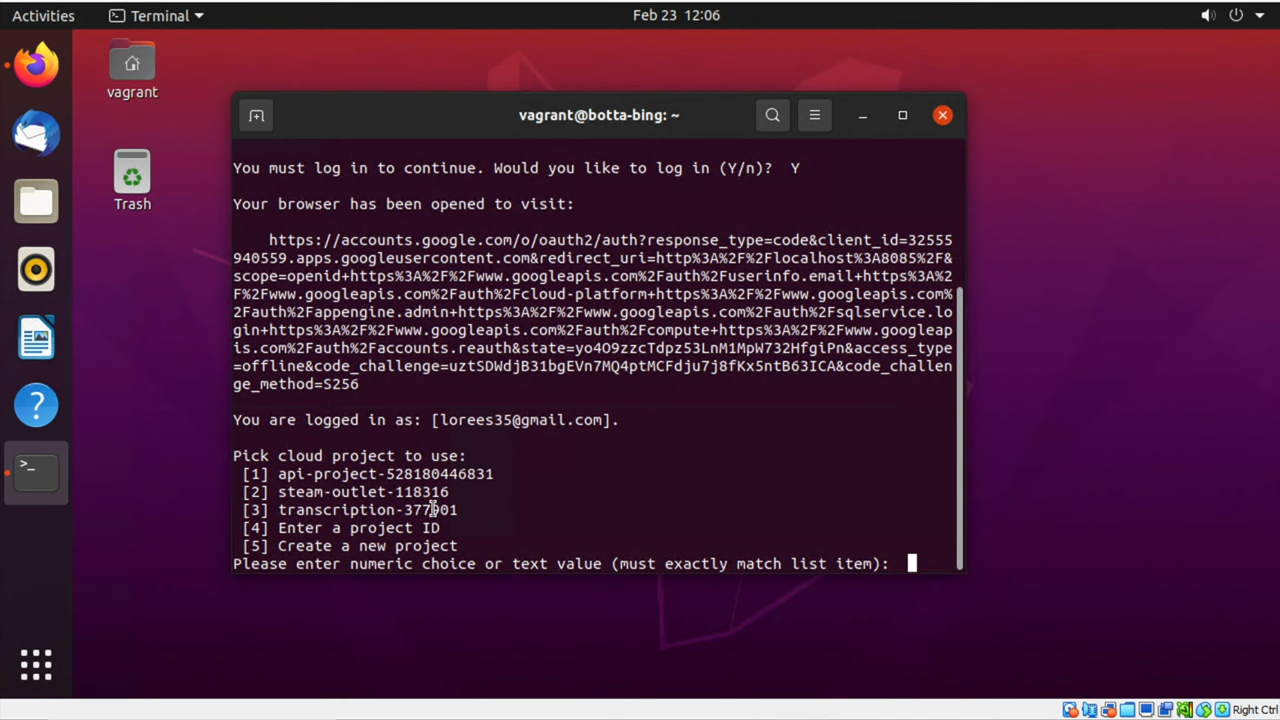 Activities
Terminal
Feb 23 12:06
vagrant
Trash
vagrant@botta-bing: ~
You must log in to continue. Would you like to log in (Y/n)? Y
Your browser has been opened to visit:
https://accounts.google.com/o/oauth2/auth?response_type=code&client_id=32555
940559.apps.googleusercontent.com&redirect_uri=http%3A%2F%2Flocalhost%3A8085%2F&
scope=openid+https%3A%2F%2Fwww.googleapis.com%2Fauth%2Fuserinfo.email+https%3A%2
F%2Fwww.googleapis.com%2Fauth%2Fcloud-platform+https%3A%2F%2Fwww.googleapis.com%
2Fauth%2Fappengine.admin+https%3A%2F%2Fwww.googleapis.com%2Fauth%2Fsqlservice.lo
gin+https%3A%2F%2Fwww.googleapis.com%2Fauth%2Fcompute+https%3A%2F%2Fwww.googleap
is.com%2Fauth%2Faccounts.reauth&state=yo4O9zzcTdpz53LnM1MpW732HfgiPn&access_type
=offline&code_challenge=uztSDWdjB31bgEVn7MQ4ptMCFdju7j8fKx5ntB63ICA&code_challen
ge_method=S256
You are logged in as: [lorees35@gmail.com].
Pick cloud project to use:
[1] api-project-528180446831
[2] steam-outlet-118316
[3] transcription-377901
[4] Enter a project ID
[5] Create a new project
Please enter numeric choice or text value (must exactly match list item):
Right Ctrl